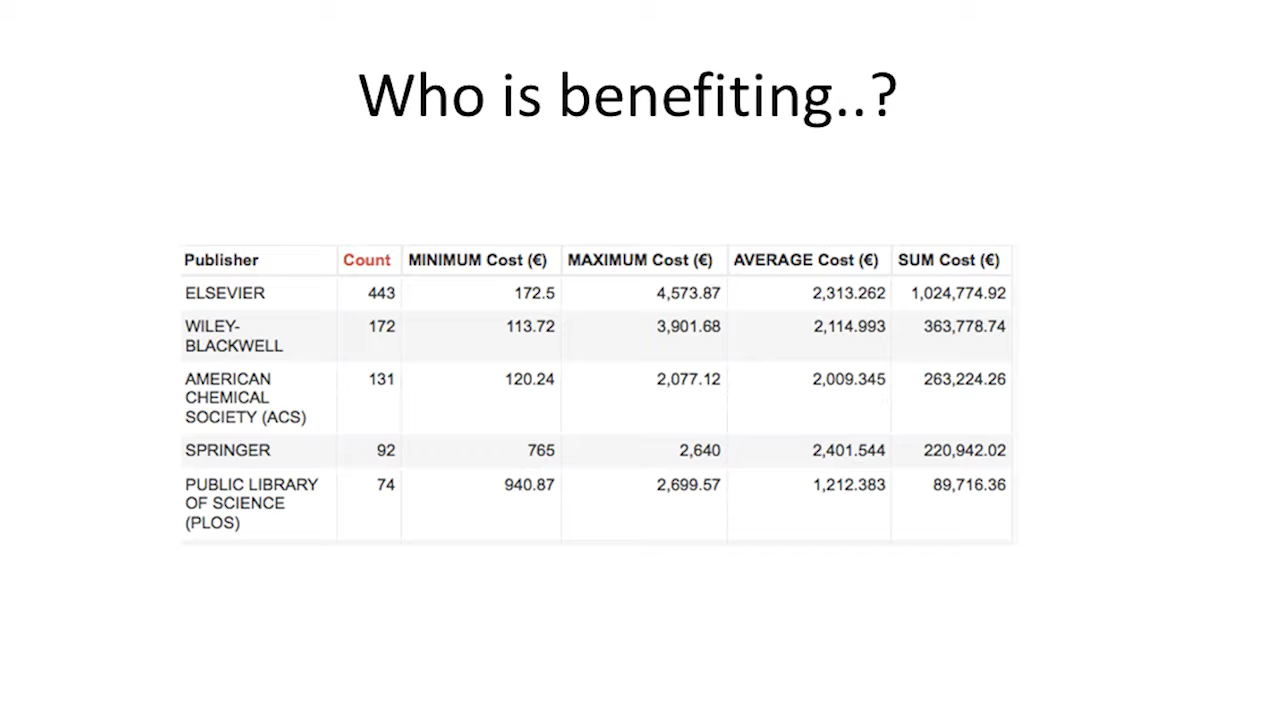 Who is benefiting..?
Publisher Count MINIMUM Cost (€) MAXIMUM Cost (€) AVERAGE Cost (€) SUM Cost (€)
ELSEVIER 443 172.5 4,573.87 2,313.262 1,024,774.92
WILEY- 172 113.72 3,901.68 2,114.993 363,778.74
BLACKWELL
AMERICAN 131 120.24 2,077.12 2,009.345 263,224.26
CHEMICAL
SOCIETY (ACS)
SPRINGER 92 765 2,640 2,401.544 220,942.02
PUBLIC LIBRARY 74 940.87 2,699.57 1,212.383 89,716.36
OF SCIENCE
(PLOS)